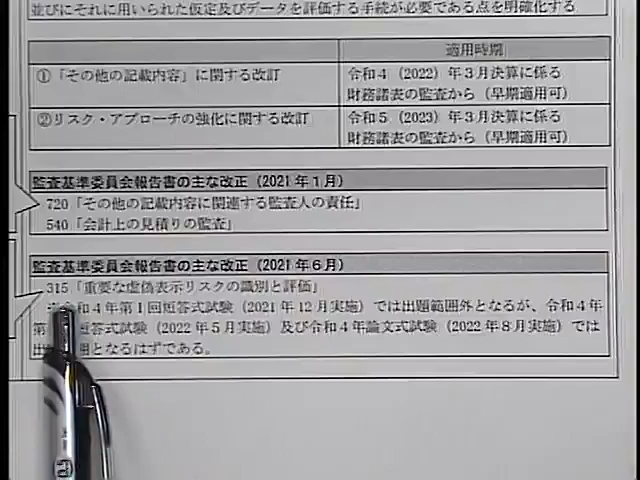 並びにそれに用いられた仮定及びデータを評価する手続が必要である点を明確化する
適用時期
①「その他の記載内容」に関する改訂
令和４（2022）年３月決算に係る
財務諸表の監査から（早期適用可）
②リスク・アプローチの強化に関する改訂
令和５（2023）年３月決算に係る
財務諸表の監査から（早期適用可）
監査基準委員会報告書の主な改正（2021年１月）
720「その他の記載内容に関連する監査人の責任」
540「会計上の見積りの監査」
監査基準委員会報告書の主な改正（2021年６月）
315「重要な虚偽表示リスクの識別と評価」
※令和４年第１回短答式試験（2021年12月実施）では出題範囲外となるが、令和４年
第 短答式試験（2022年５月実施）及び令和４年論文式試験（2022年８月実施）では
出 囲となるはずである。